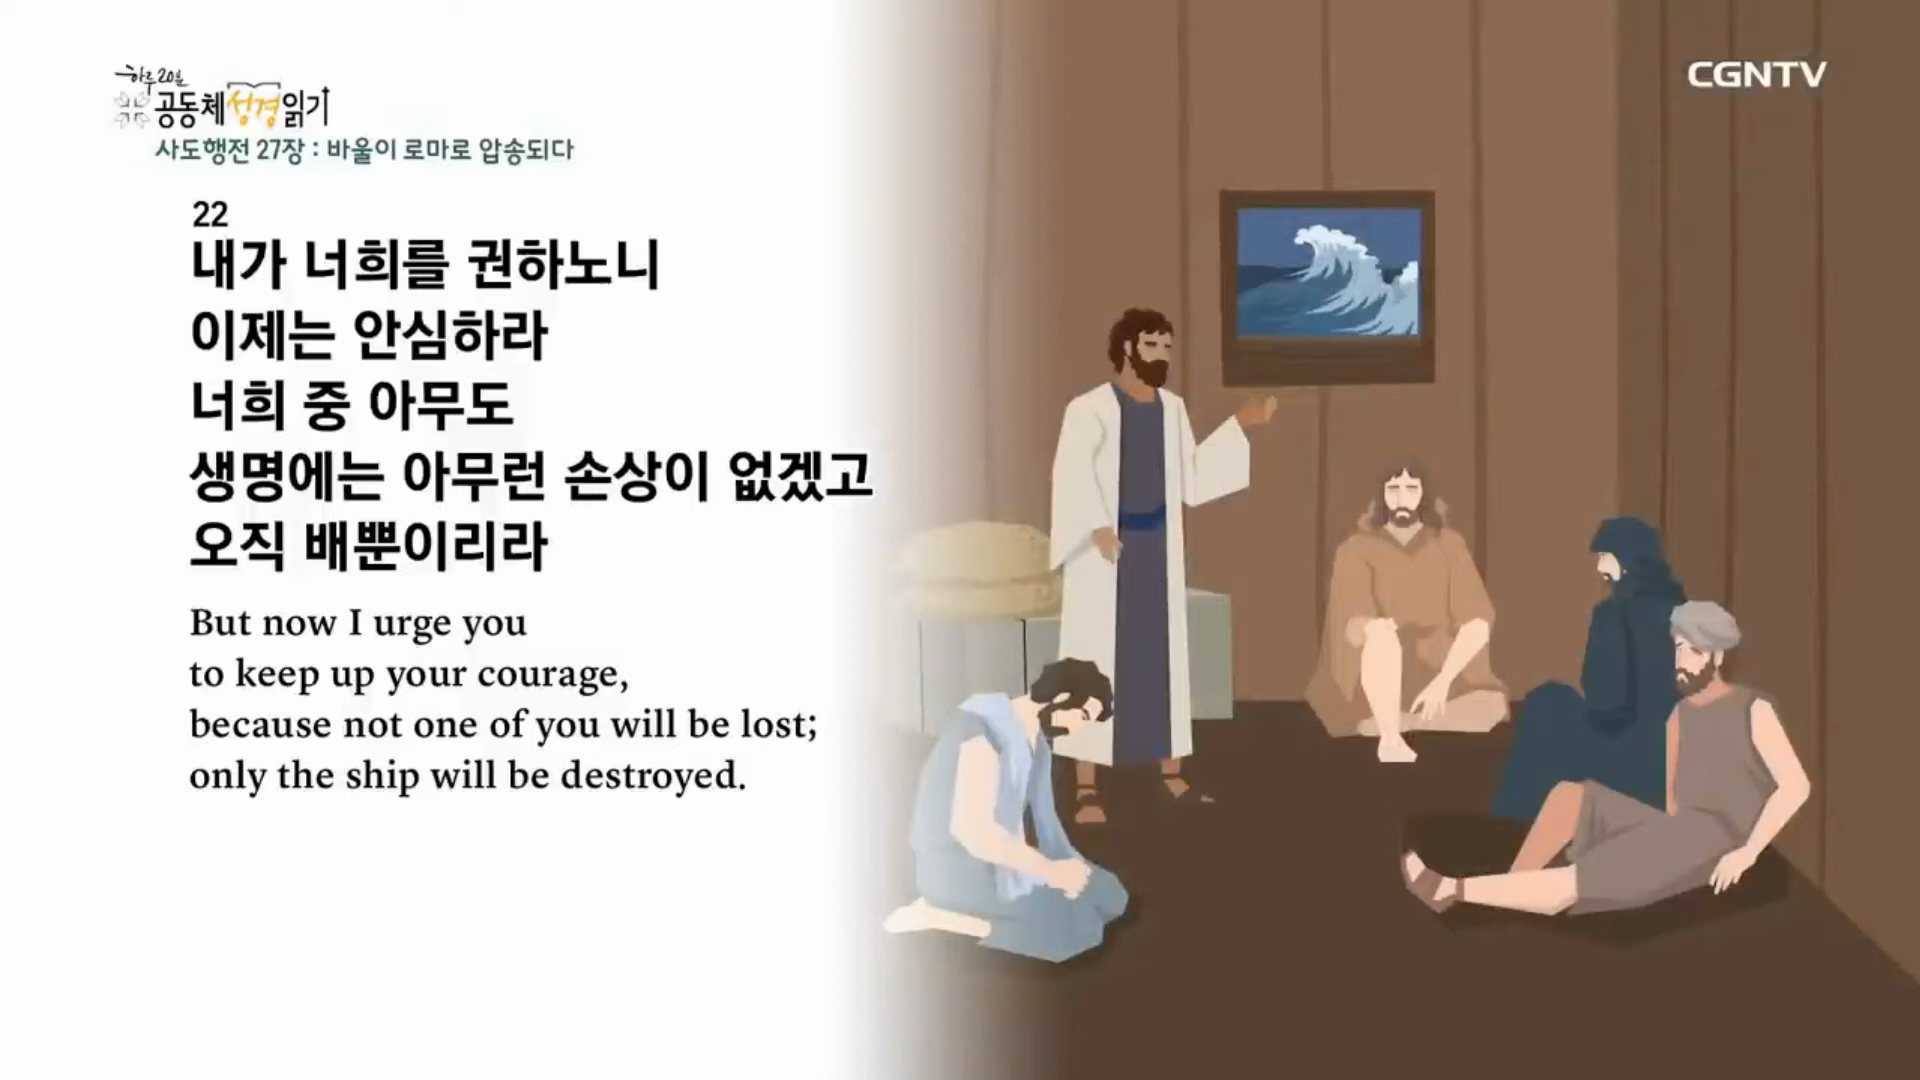 하루 20분
공동체성경읽기
사도행전 27장 : 바울이 로마로 압송되다
CGNTV
22
내가 너희를 권하노니
이제는 안심하라
너희 중 아무도
생명에는 아무런 손상이 없겠고
오직 배뿐이리라
But now I urge you
to keep up your courage,
because not one of you will be lost;
only the ship will be destroyed.